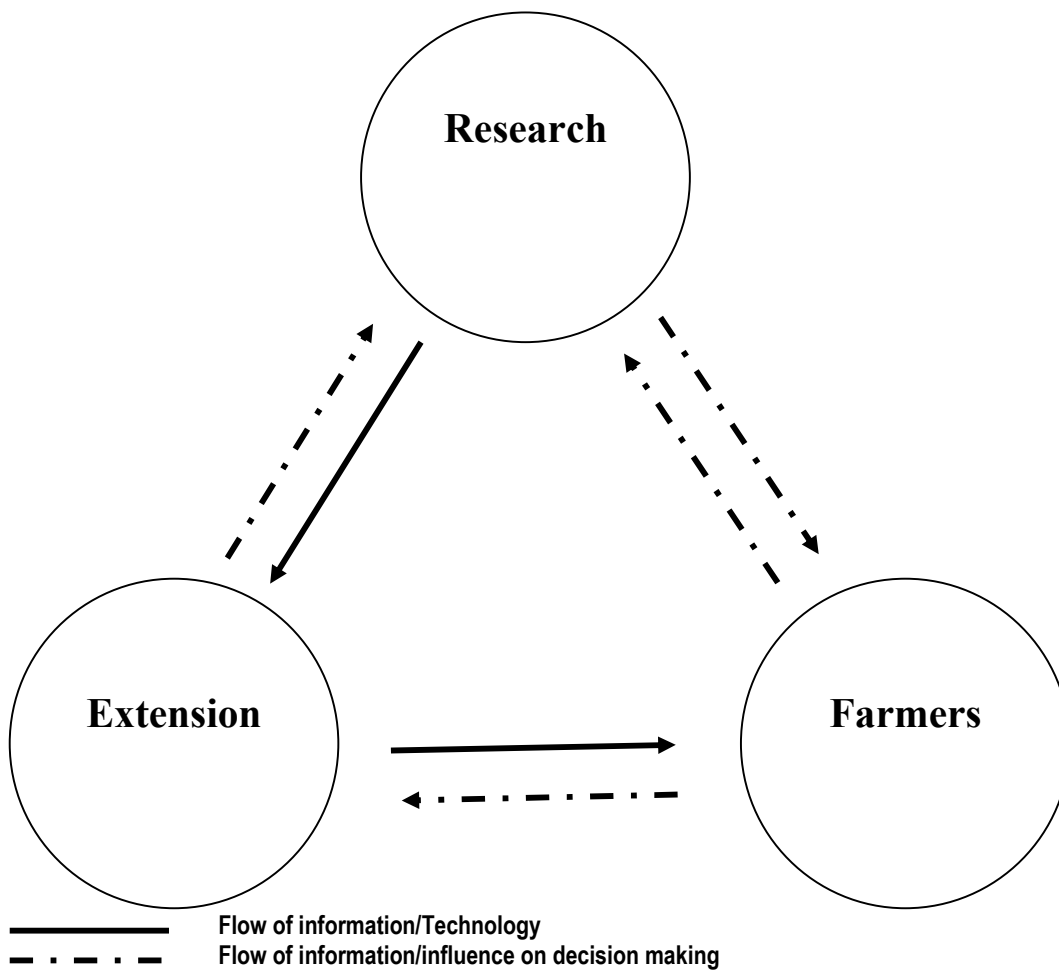 Research
Extension
Farmers
Flow of information/Technology
Flow of information/influence on decision making